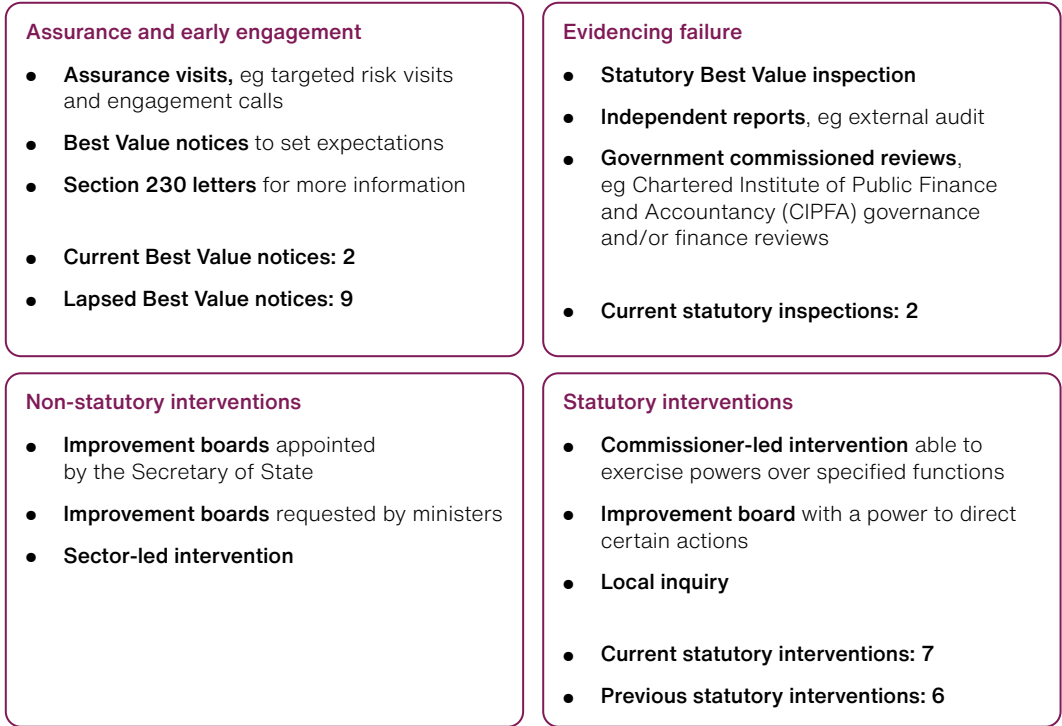 Assurance and early engagement
● Assurance visits, eg targeted risk visits
and engagement calls
● Best Value notices to set expectations
● Section 230 letters for more information
● Current Best Value notices: 2
● Lapsed Best Value notices: 9
Evidencing failure
● Statutory Best Value inspection
● Independent reports, eg external audit
● Government commissioned reviews,
eg Chartered Institute of Public Finance
and Accountancy (CIPFA) governance
and/or finance reviews
● Current statutory inspections: 2
Non-statutory interventions
● Improvement boards appointed
by the Secretary of State
● Improvement boards requested by ministers
● Sector-led intervention
Statutory interventions
● Commissioner-led intervention able to
exercise powers over specified functions
● Improvement board with a power to direct
certain actions
● Local inquiry
● Current statutory interventions: 7
● Previous statutory interventions: 6